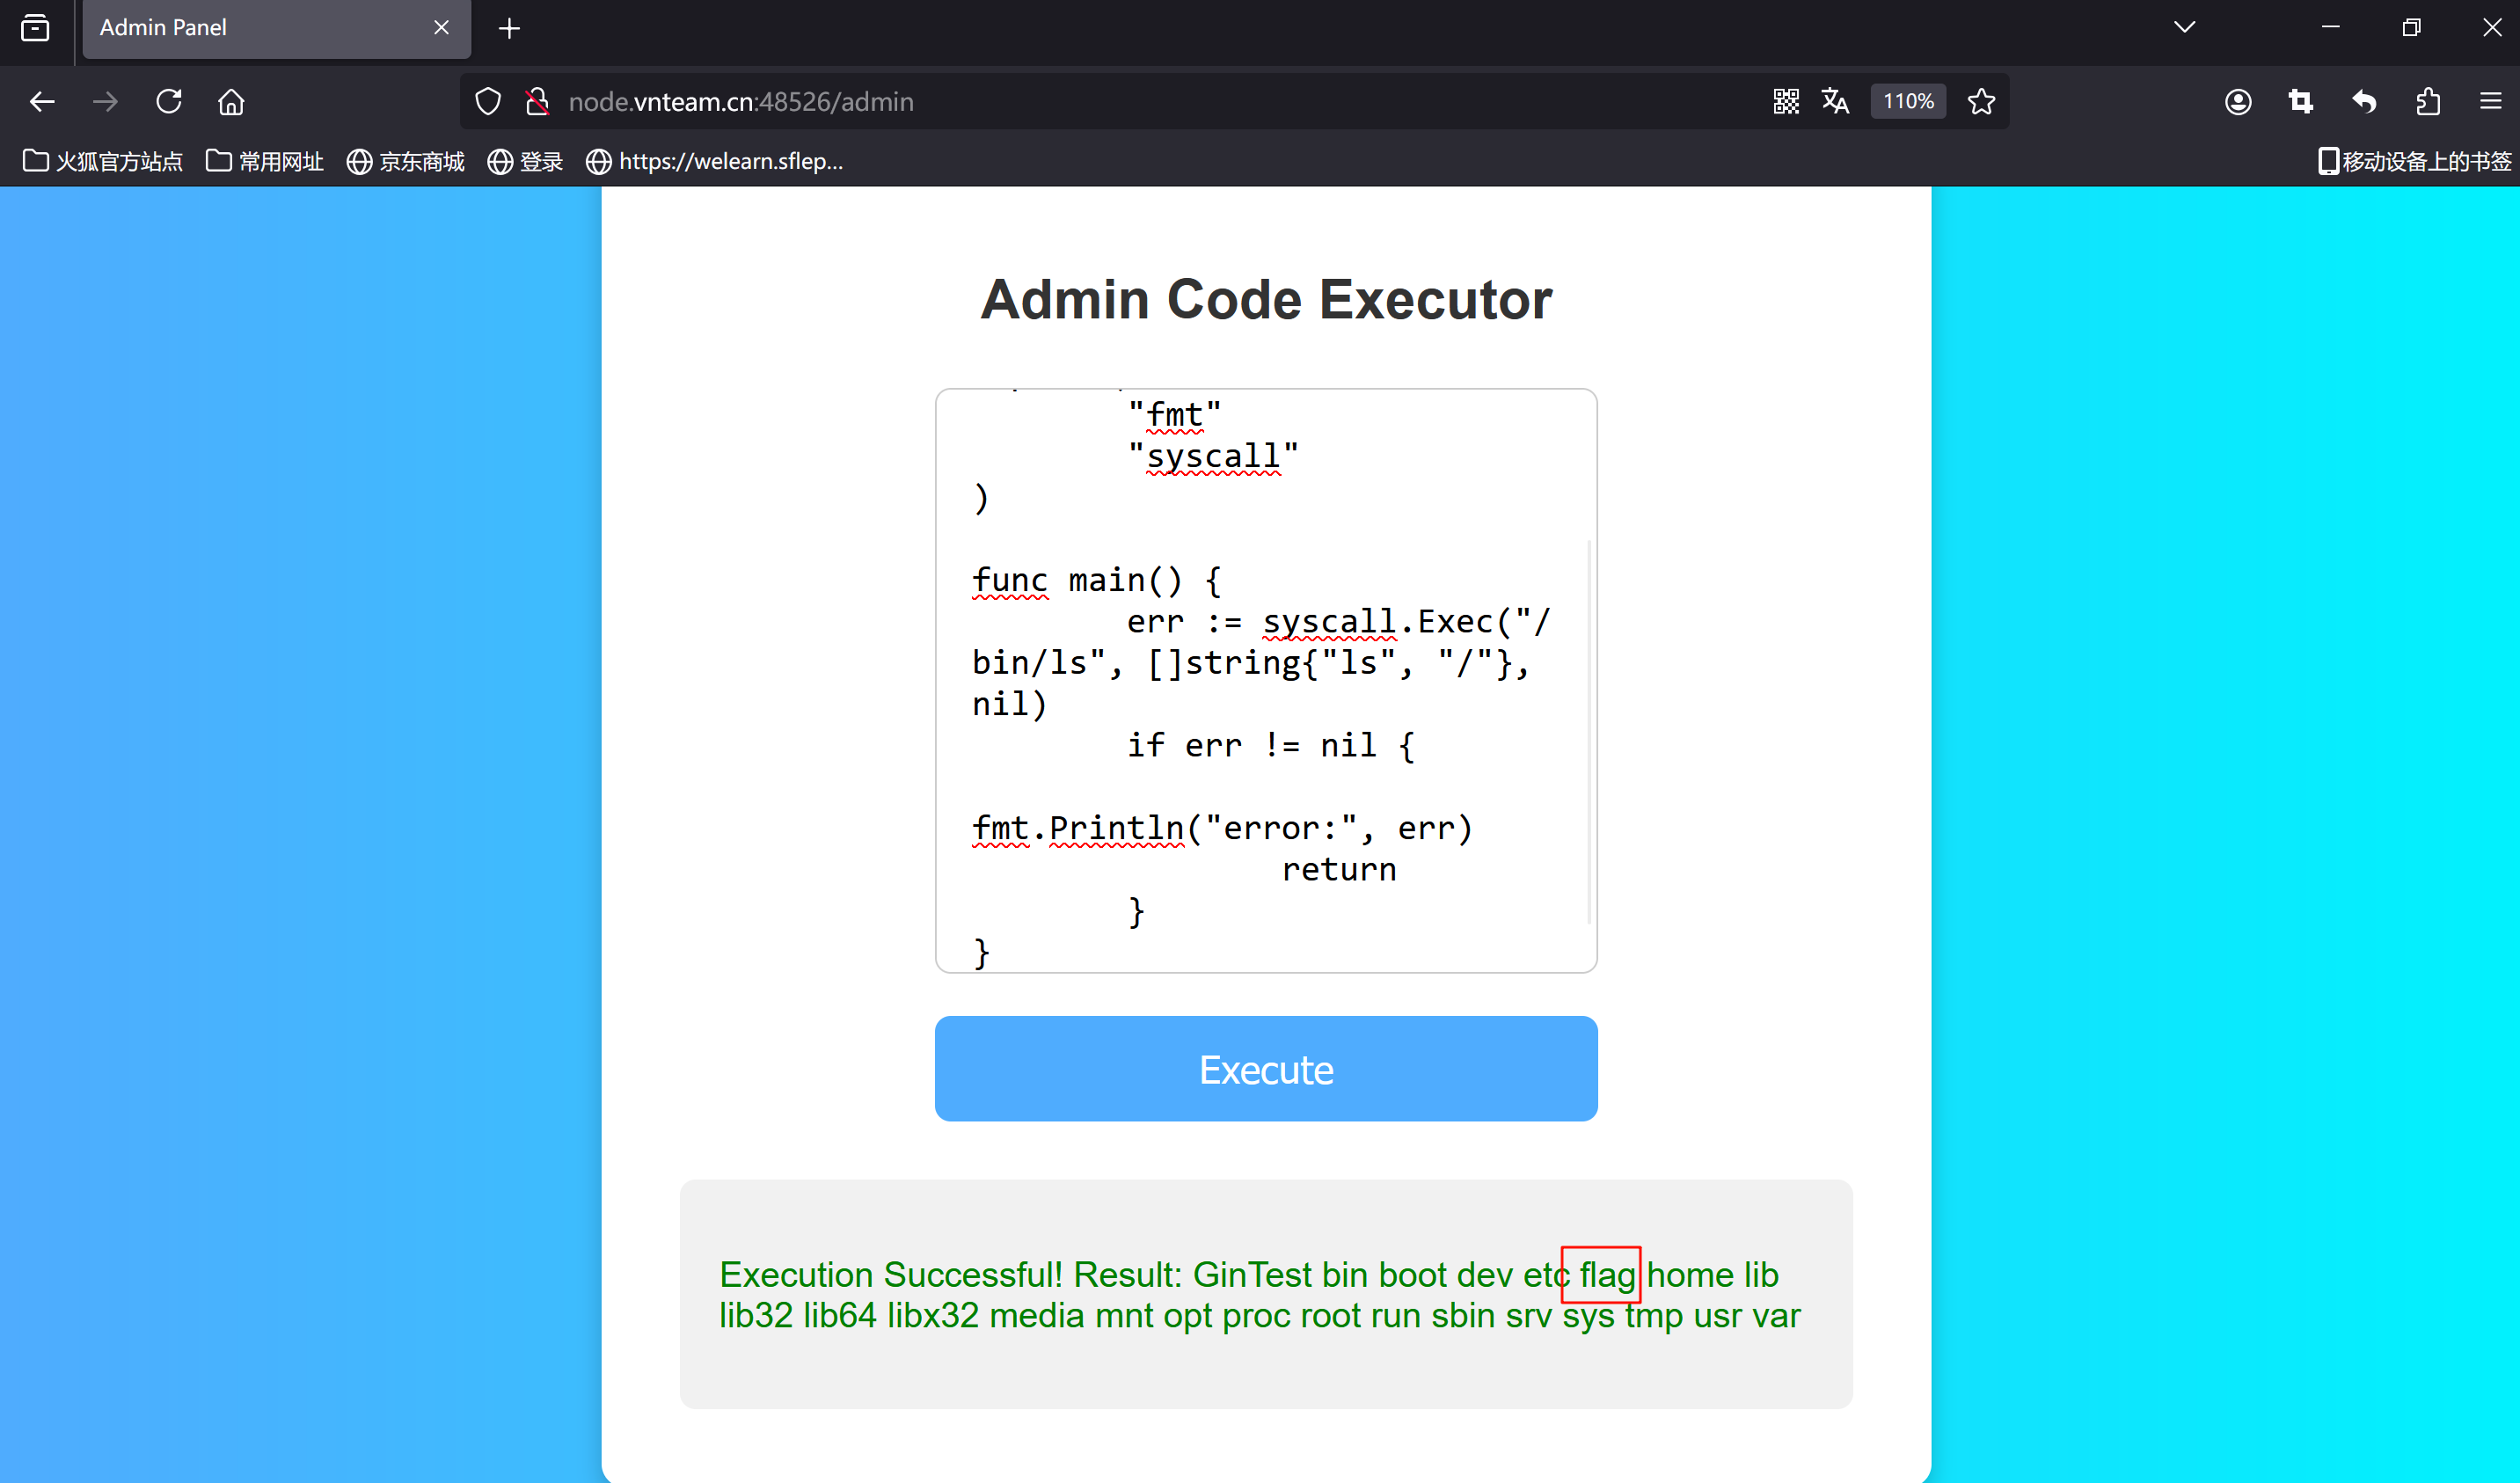 Admin Panel
node.vnteam.cn:48526/admin
110%
火狐官方站点 常用网址 京东商城 登录 https://welearn.sflep...
移动设备上的书签
Admin Code Executor
"fmt"
"syscall"
)
func main() {
err := syscall.Exec("/
bin/ls", []string{"ls", "/"},
nil)
if err != nil {
fmt.Println("error:", err)
return
}
}
Execute
Execution Successful! Result: GinTest bin boot dev etc flag home lib
lib32 lib64 libx32 media mnt opt proc root run sbin srv sys tmp usr var